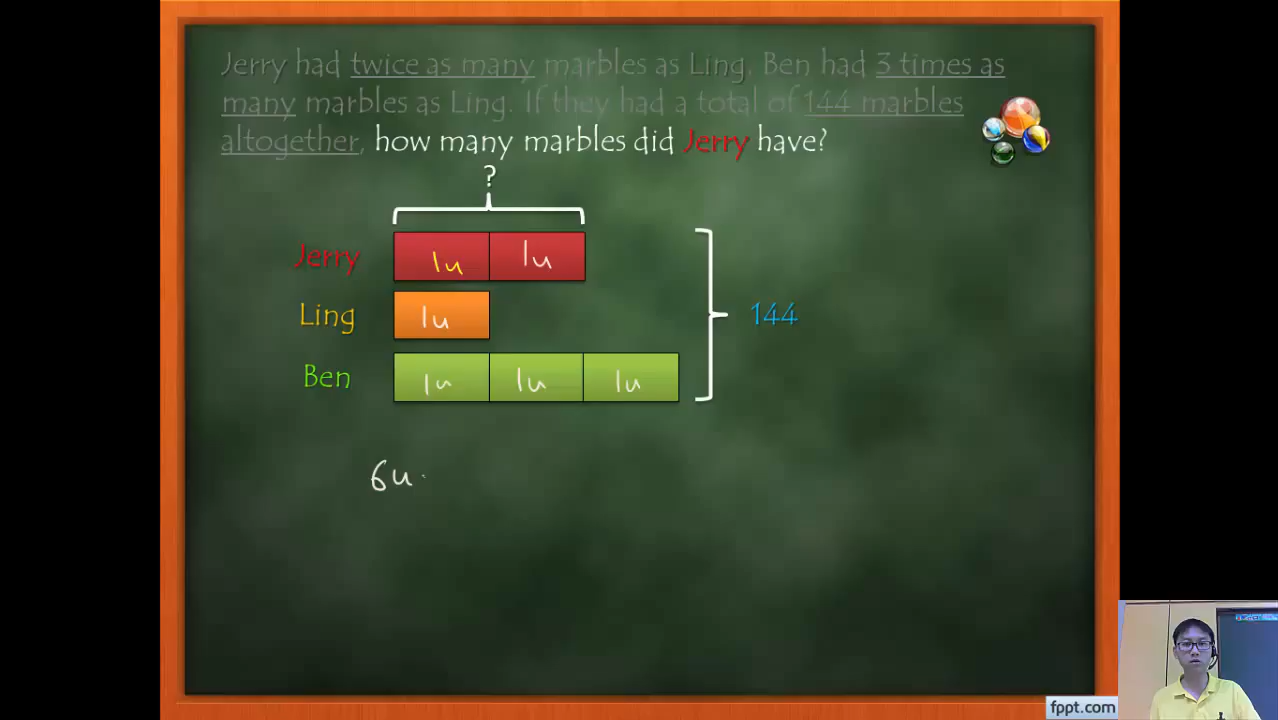 Jerry had twice as many marbles as Ling. Ben had 3 times as
many marbles as Ling. If they had a total of 144 marbles
altogether, how many marbles did Jerry have?
?
Jerry 1u 1u
Ling 1u
144
Ben 1u 1u 1u
6u
fppt.com